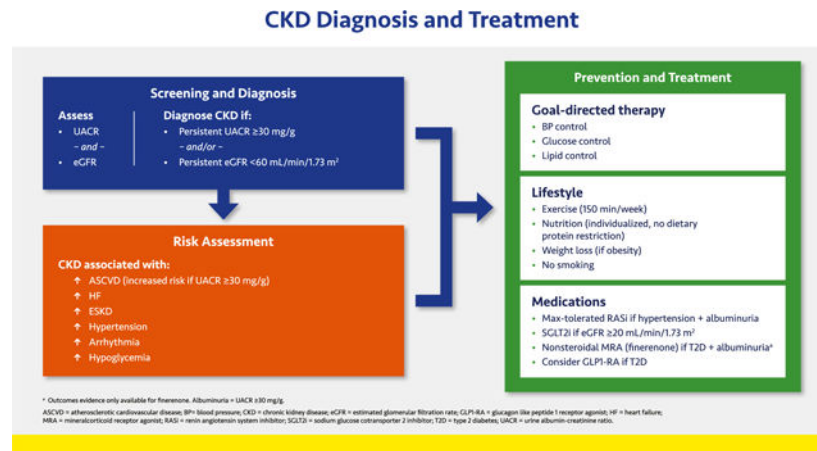 CKD Diagnosis and Treatment
Screening and Diagnosis
Assess
• UACR
– and –
• eGFR
Diagnose CKD if:
• Persistent UACR ≥30 mg/g
– and/or –
• Persistent eGFR <60 mL/min/1.73 m²
Risk Assessment
CKD associated with:
↑ ASCVD (increased risk if UACR ≥30 mg/g)
↑ HF
↑ ESKD
↑ Hypertension
↑ Arrhythmia
↑ Hypoglycemia
Prevention and Treatment
Goal-directed therapy
• BP control
• Glucose control
• Lipid control
Lifestyle
• Exercise (150 min/week)
• Nutrition (individualized, no dietary
protein restriction)
• Weight loss (if obesity)
• No smoking
Medications
• Max-tolerated RASi if hypertension + albuminuria
• SGLT2i if eGFR ≥20 mL/min/1.73 m²
• Nonsteroidal MRA (finerenone) if T2D + albuminuriaᵃ
• Consider GLP1-RA if T2D
ᵃ Outcomes evidence only available for finerenone. Albuminuria = UACR ≥30 mg/g.
ASCVD = atherosclerotic cardiovascular disease; BP= blood pressure; CKD = chronic kidney disease; eGFR = estimated glomerular filtration rate; GLP1-RA = glucagon like peptide 1 receptor agonist; HF = heart failure;
MRA = mineralcorticoid receptor agonist; RASi = renin angiotensin system inhibitor; SGLT2i = sodium glucose cotransporter 2 inhibitor; T2D = type 2 diabetes; UACR = urine albumin-creatinine ratio.